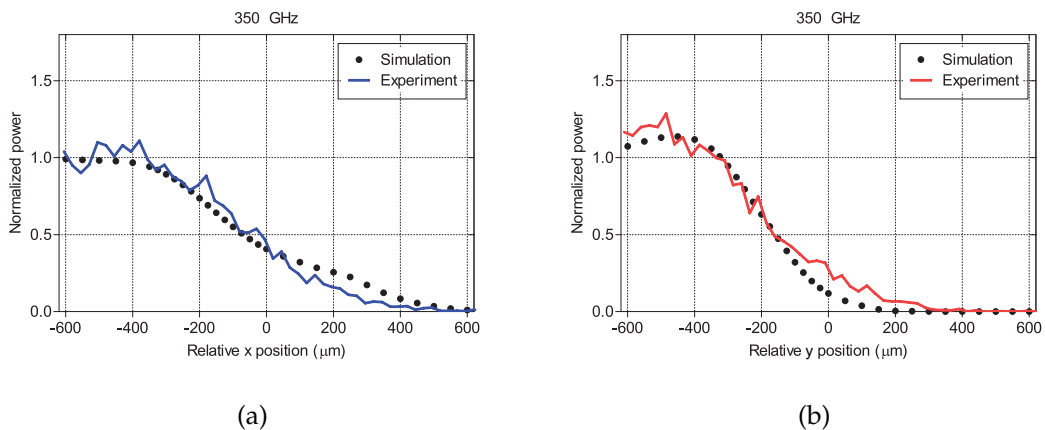 350 GHz
Normalized power
1.5
1.0
0.5
0.0
Simulation
Experiment
-600 -400 -200 0 200 400 600
Relative x position (μm)
(a)
350 GHz
Normalized power
1.5
1.0
0.5
0.0
Simulation
Experiment
-600 -400 -200 0 200 400 600
Relative y position (μm)
(b)